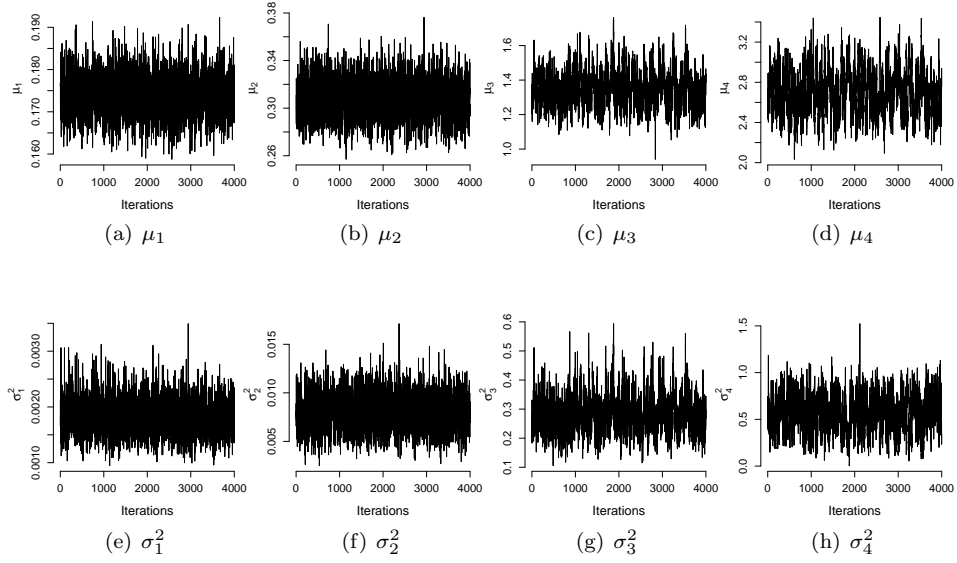 0.160 0.170 0.180 0.190
μ1
0 1000 2000 3000 4000
Iterations
(a) μ1
0.26 0.30 0.34 0.38
μ2
0 1000 2000 3000 4000
Iterations
(b) μ2
1.0 1.2 1.4 1.6
μ3
0 1000 2000 3000 4000
Iterations
(c) μ3
2.0 2.4 2.8 3.2
μ4
0 1000 2000 3000 4000
Iterations
(d) μ4
0.0010 0.0020 0.0030
σ₁²
0 1000 2000 3000 4000
Iterations
(e) σ₁²
0.005 0.010 0.015
σ₂²
0 1000 2000 3000 4000
Iterations
(f) σ₂²
0.1 0.2 0.3 0.4 0.5 0.6
σ₃²
0 1000 2000 3000 4000
Iterations
(g) σ₃²
0.0 0.5 1.0 1.5
σ₄²
0 1000 2000 3000 4000
Iterations
(h) σ₄²